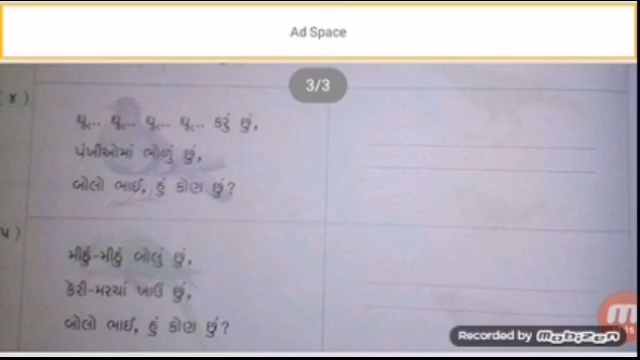 Ad Space
3/3
૪)
ઘૂ... ઘૂ... ઘૂ... ઘૂ... કરું છું,
પંખીઓમાં ભોળું છું,
બોલો ભાઈ, હું કોણ છું?
૫)
મીઠું-મીઠું બોલું છું,
કેરી-મરચાં ખાઉં છું,
બોલો ભાઈ, હું કોણ છું?
Recorded by mobizen